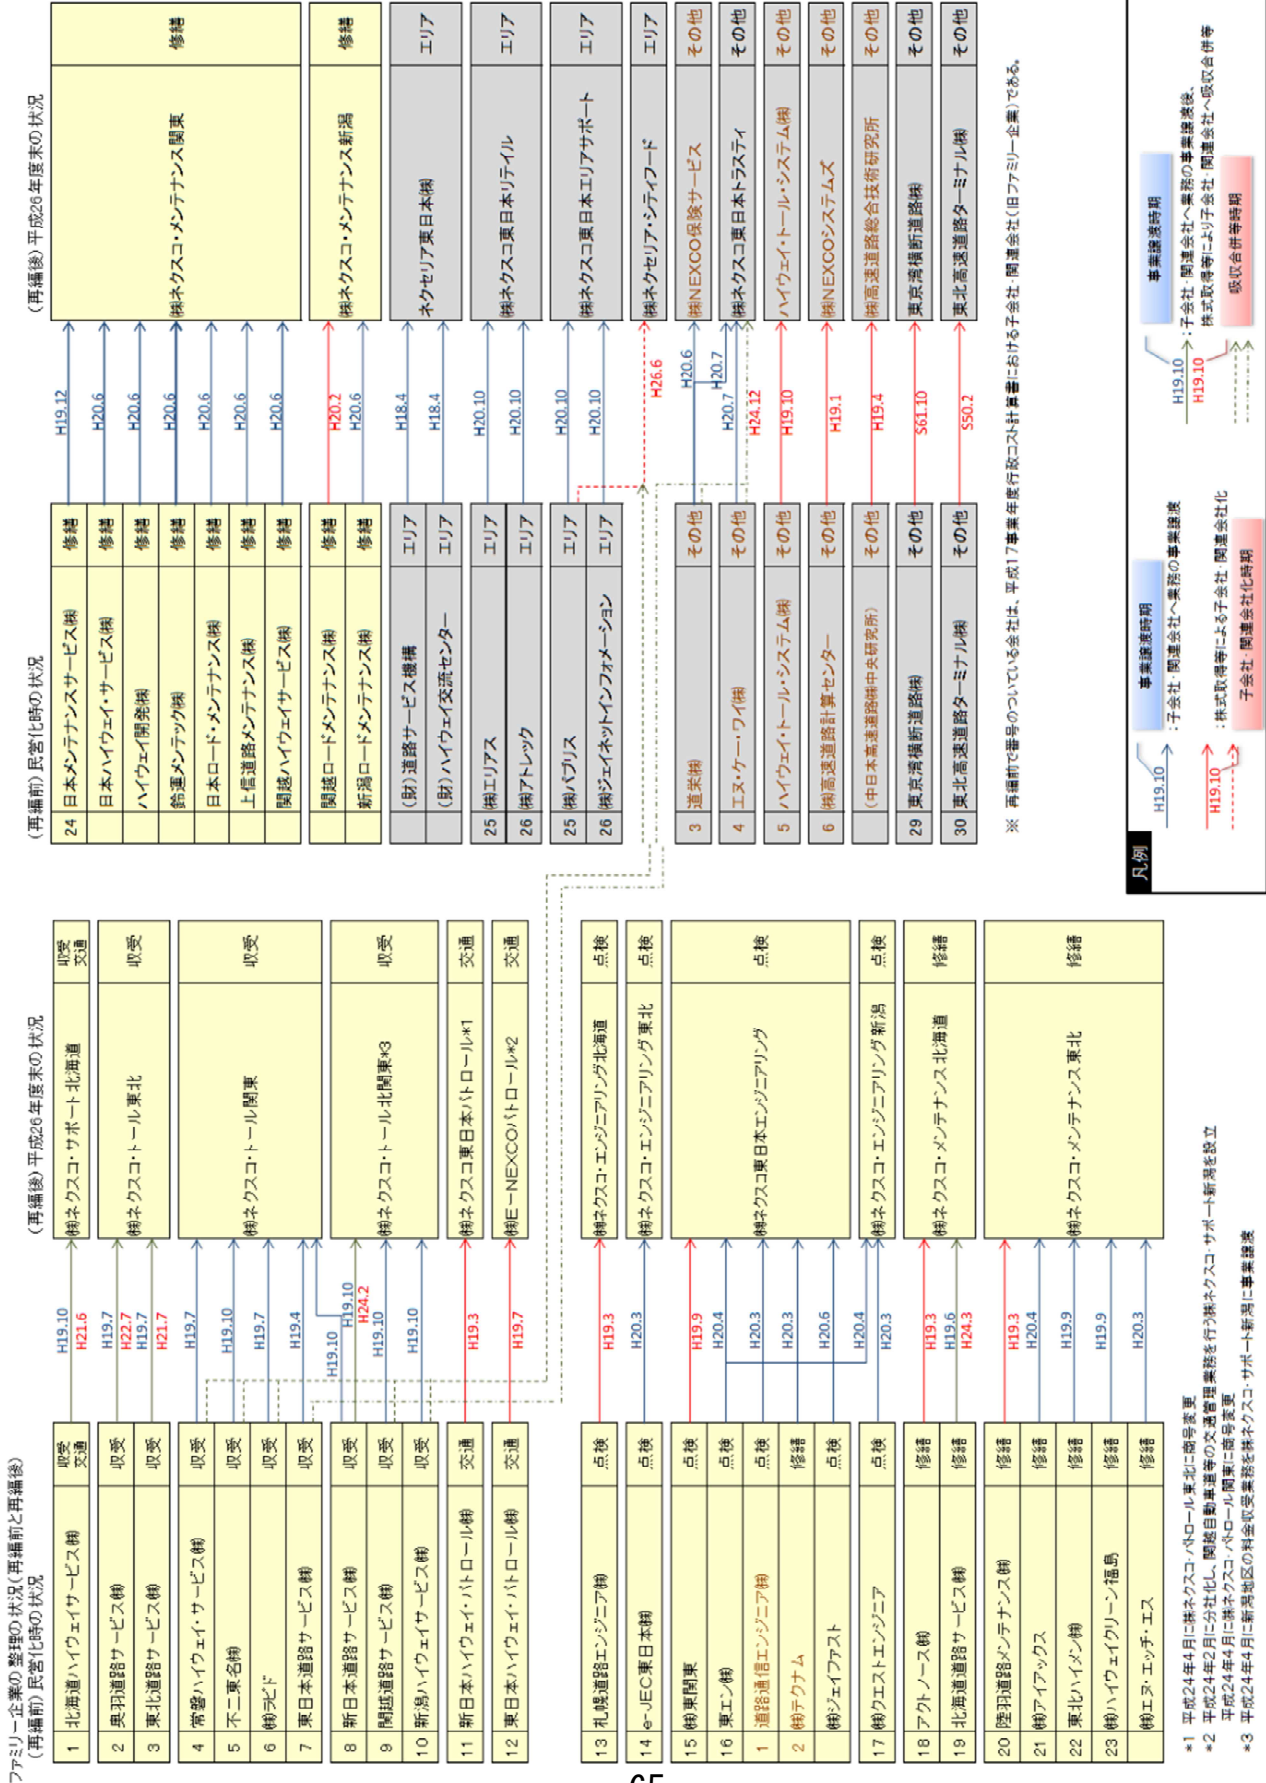 ファミリー企業の整理の状況(再編前と再編後)
(再編前)民営化時の状況
(再編後)平成26年度末の状況
1 北海道ハイウェイサービス㈱ 収受 交通
H19.10
H21.6
㈱ネクスコ・サポート北海道 収受 交通
2 奥羽道路サービス㈱ 収受
H19.7
H22.7
3 東北道路サービス㈱ 収受
H19.7
H21.7
㈱ネクスコ・トール東北 収受
4 常磐ハイウェイ・サービス㈱ 収受
H19.7
5 不二東名㈱ 収受
H19.10
6 ㈱ラピド 収受
H19.7
7 東日本道路サービス㈱ 収受
H19.4
㈱ネクスコ・トール関東 収受
H19.10
8 新日本道路サービス㈱ 収受
H19.10
H24.2
9 関越道路サービス㈱ 収受
H19.10
10 新潟ハイウェイサービス㈱ 収受
H19.10
㈱ネクスコ・トール北関東*3 収受
11 新日本ハイウェイ・パトロール㈱ 交通
H19.3
㈱ネクスコ東日本パトロール*1 交通
12 東日本ハイウェイ・パトロール㈱ 交通
H19.7
㈱E-NEXCOパトロール*2 交通
13 札幌道路エンジニア㈱ 点検
H19.3
㈱ネクスコ・エンジニアリング北海道 点検
14 e-JEC東日本㈱ 点検
H20.3
㈱ネクスコ・エンジニアリング東北 点検
15 ㈱東関東 点検
H19.9
16 東エン㈱ 点検
H20.4
1 道路通信エンジニア㈱ 点検
H20.3
2 ㈱テクナム 修繕
H20.3
㈱ジェイファスト 点検
H20.6
㈱ネクスコ東日本エンジニアリング 点検
H20.4
17 ㈱クエストエンジニア 点検
H20.3
㈱ネクスコ・エンジニアリング新潟 点検
18 アクトノース㈱ 修繕
H19.3
19 北海道道路サービス㈱ 修繕
H19.6
H24.3
㈱ネクスコ・メンテナンス北海道 修繕
20 陸羽道路メンテナンス㈱ 修繕
H19.3
21 ㈱アイアックス 修繕
H20.4
22 東北ハイメン㈱ 修繕
H19.9
23 ㈱ハイウェイクリーン福島 修繕
H19.9
㈱エヌ・エッチ・エス 修繕
H20.3
㈱ネクスコ・メンテナンス東北 修繕
*1 平成24年4月に㈱ネクスコ・パトロール東北に商号変更
*2 平成24年2月に分社化し、関越自動車道等の交通管理業務を行う㈱ネクスコ・サポート新潟を設立
平成24年4月に㈱ネクスコ・パトロール関東に商号変更
*3 平成24年4月に新潟地区の料金収受業務を㈱ネクスコ・サポート新潟に事業譲渡
(再編前)民営化時の状況
(再編後)平成26年度末の状況
24 日本メンテナンスサービス㈱ 修繕
H19.12
日本ハイウェイ・サービス㈱ 修繕
H20.6
ハイウェイ開発㈱ 修繕
H20.6
鈴運メンテック㈱ 修繕
H20.6
日本ロード・メンテナンス㈱ 修繕
H20.6
上信道路メンテナンス㈱ 修繕
H20.6
関越ハイウェイサービス㈱ 修繕
H20.6
㈱ネクスコ・メンテナンス関東 修繕
関越ロードメンテナンス㈱ 修繕
H20.2
新潟ロードメンテナンス㈱ 修繕
H20.6
㈱ネクスコ・メンテナンス新潟 修繕
(財)道路サービス機構 エリア
H18.4
(財)ハイウェイ交流センター エリア
H18.4
ネクセリア東日本㈱ エリア
25 ㈱エリアス エリア
H20.10
26 ㈱アトレック エリア
H20.10
㈱ネクスコ東日本リテイル エリア
25 ㈱パブリス エリア
H20.10
26 ㈱ジェイネットインフォメーション エリア
H20.10
㈱ネクスコ東日本エリアサポート エリア
H26.6
㈱ネクセリア・シティフード エリア
3 道栄㈱ その他
H20.6
㈱NEXCO保険サービス その他
H20.7
4 エヌ・ケー・ワイ㈱ その他
H20.7
H24.12
㈱ネクスコ東日本トラスティ その他
5 ハイウェイ・トール・システム㈱ その他
H19.10
ハイウェイ・トール・システム㈱ その他
6 ㈱高速道路計算センター その他
H19.1
㈱NEXCOシステムズ その他
(中日本高速道路㈱中央研究所) その他
H19.4
㈱高速道路総合技術研究所 その他
29 東京湾横断道路㈱ その他
S61.10
東京湾横断道路㈱ その他
30 東北高速道路ターミナル㈱ その他
S50.2
東北高速道路ターミナル㈱ その他
※ 再編前で番号のついている会社は、平成17事業年度行政コスト計算書における子会社・関連会社(旧ファミリー企業)である。
凡例
事業譲渡時期
H19.10
:子会社・関連会社へ業務の事業譲渡
H19.10
:株式取得等による子会社・関連会社化
子会社・関連会社化時期
事業譲渡時期
H19.10
H19.10
:子会社・関連会社へ業務の事業譲渡後、
株式取得等により子会社・関連会社へ吸収合併等
吸収合併等時期